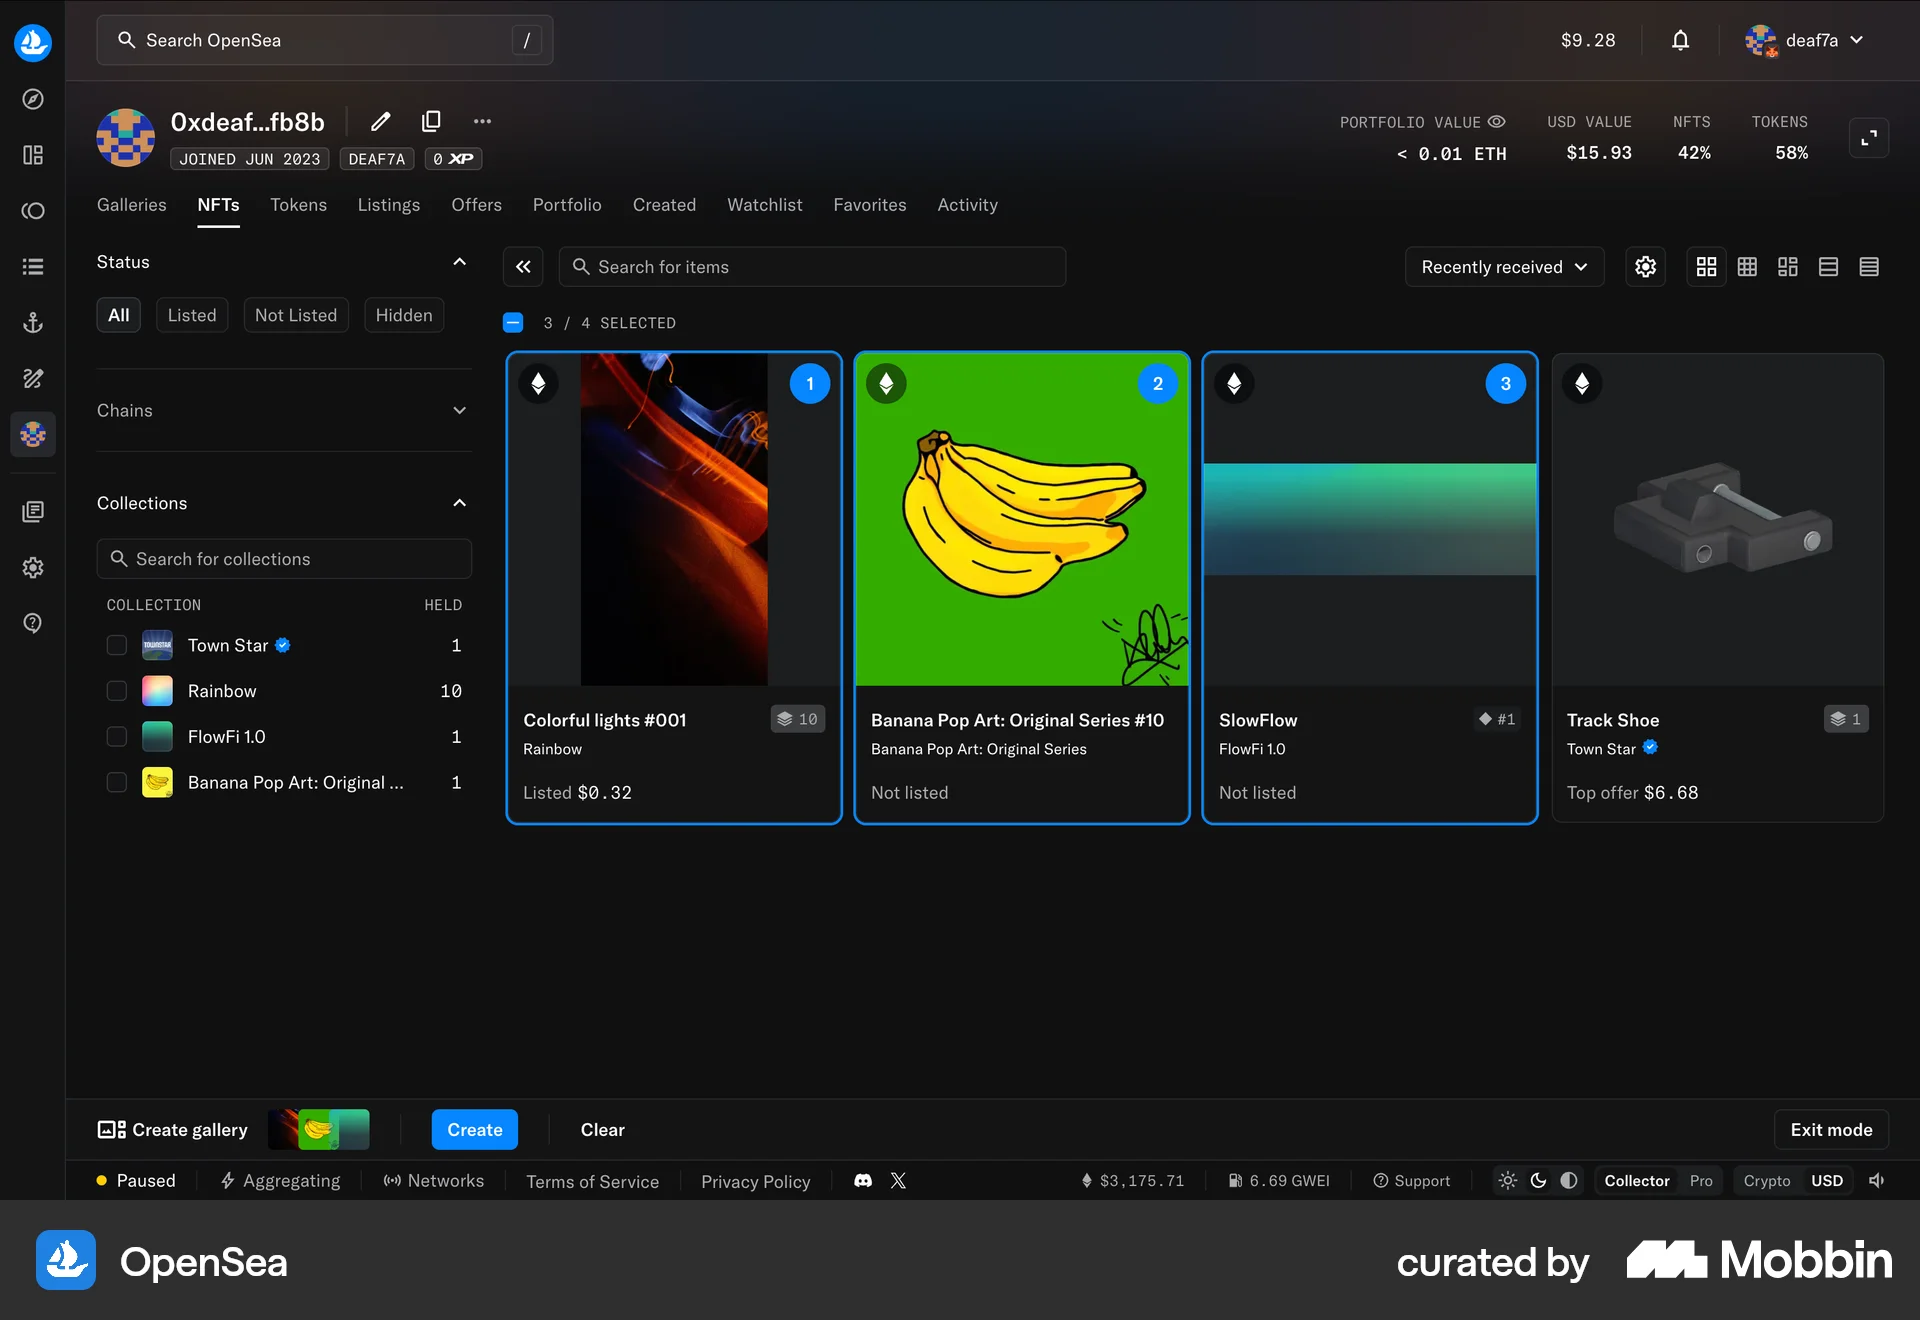 Search OpenSea /
$9.28
deaf7a
0xdeaf...fb8b
JOINED JUN 2023
DEAF7A
0 XP
PORTFOLIO VALUE
< 0.01 ETH
USD VALUE
$15.93
NFTS
42%
TOKENS
58%
Galleries
NFTs
Tokens
Listings
Offers
Portfolio
Created
Watchlist
Favorites
Activity
Status
All
Listed
Not Listed
Hidden
Chains
Collections
Search for collections
COLLECTION HELD
TOWNSTAR
Town Star 1
Rainbow 10
FlowFi 1.0 1
Banana Pop Art: Original ... 1
Search for items
Recently received
3 / 4 SELECTED
1
Colorful lights #001
10
Rainbow
Listed $0.32
2
Banana Pop Art: Original Series #10
Banana Pop Art: Original Series
Not listed
3
SlowFlow
#1
FlowFi 1.0
Not listed
Track Shoe
1
Town Star
Top offer $6.68
Create gallery
Create
Clear
Exit mode
Paused
Aggregating
Networks
Terms of Service
Privacy Policy
$3,175.71
6.69 GWEI
Support
Collector
Pro
Crypto
USD
OpenSea
curated by
Mobbin